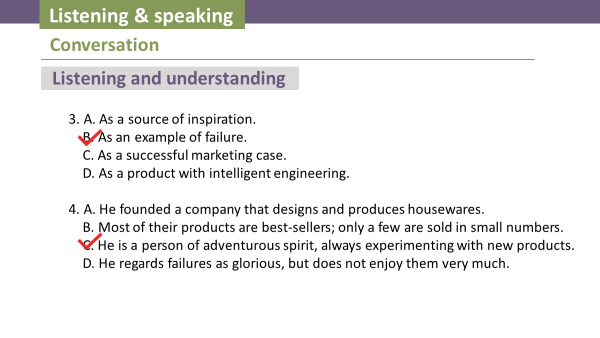 Listening & speaking
Conversation
Listening and understanding
3. A. As a source of inspiration.
B. As an example of failure.
C. As a successful marketing case.
D. As a product with intelligent engineering.
4. A. He founded a company that designs and produces housewares.
B. Most of their products are best-sellers; only a few are sold in small numbers.
C. He is a person of adventurous spirit, always experimenting with new products.
D. He regards failures as glorious, but does not enjoy them very much.